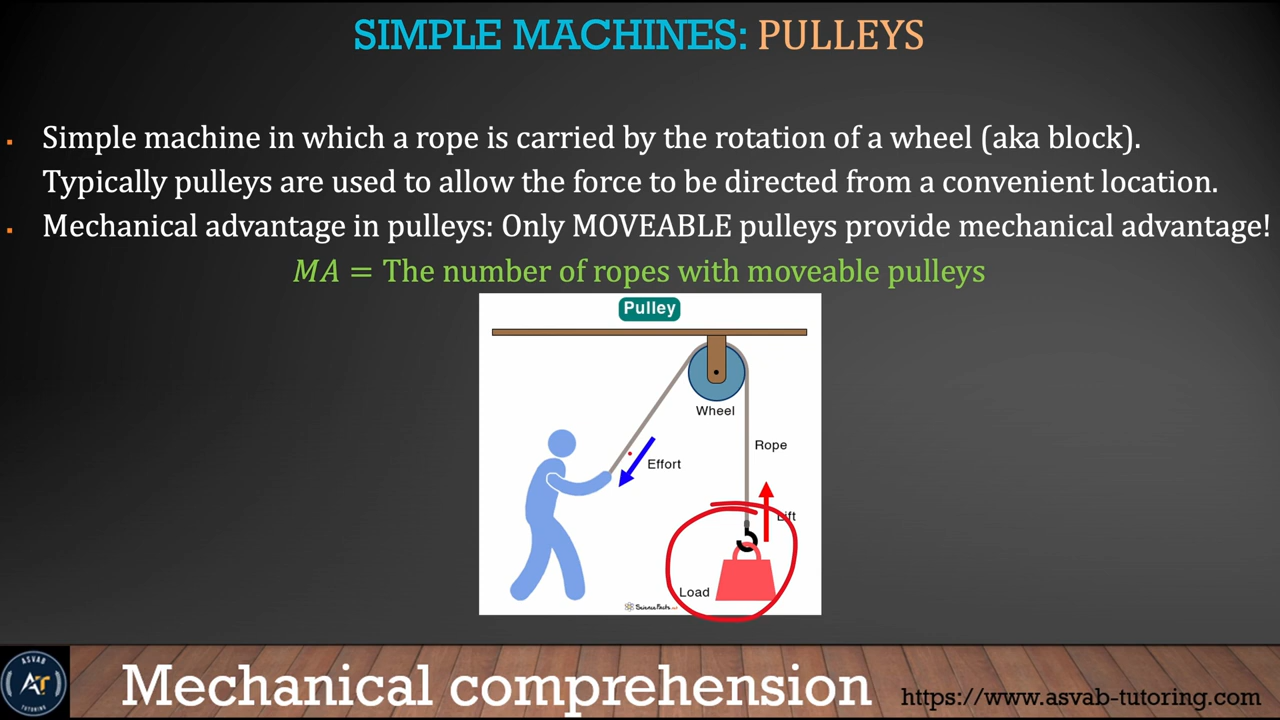 SIMPLE MACHINES: PULLEYS
▪ Simple machine in which a rope is carried by the rotation of a wheel (aka block).
Typically pulleys are used to allow the force to be directed from a convenient location.
▪ Mechanical advantage in pulleys: Only MOVEABLE pulleys provide mechanical advantage!
MA = The number of ropes with moveable pulleys
Pulley
Wheel
Rope
Effort
Lift
Load
ScienceFacts.net
ASVAB
AT
TUTORING
Mechanical comprehension
https://www.asvab-tutoring.com